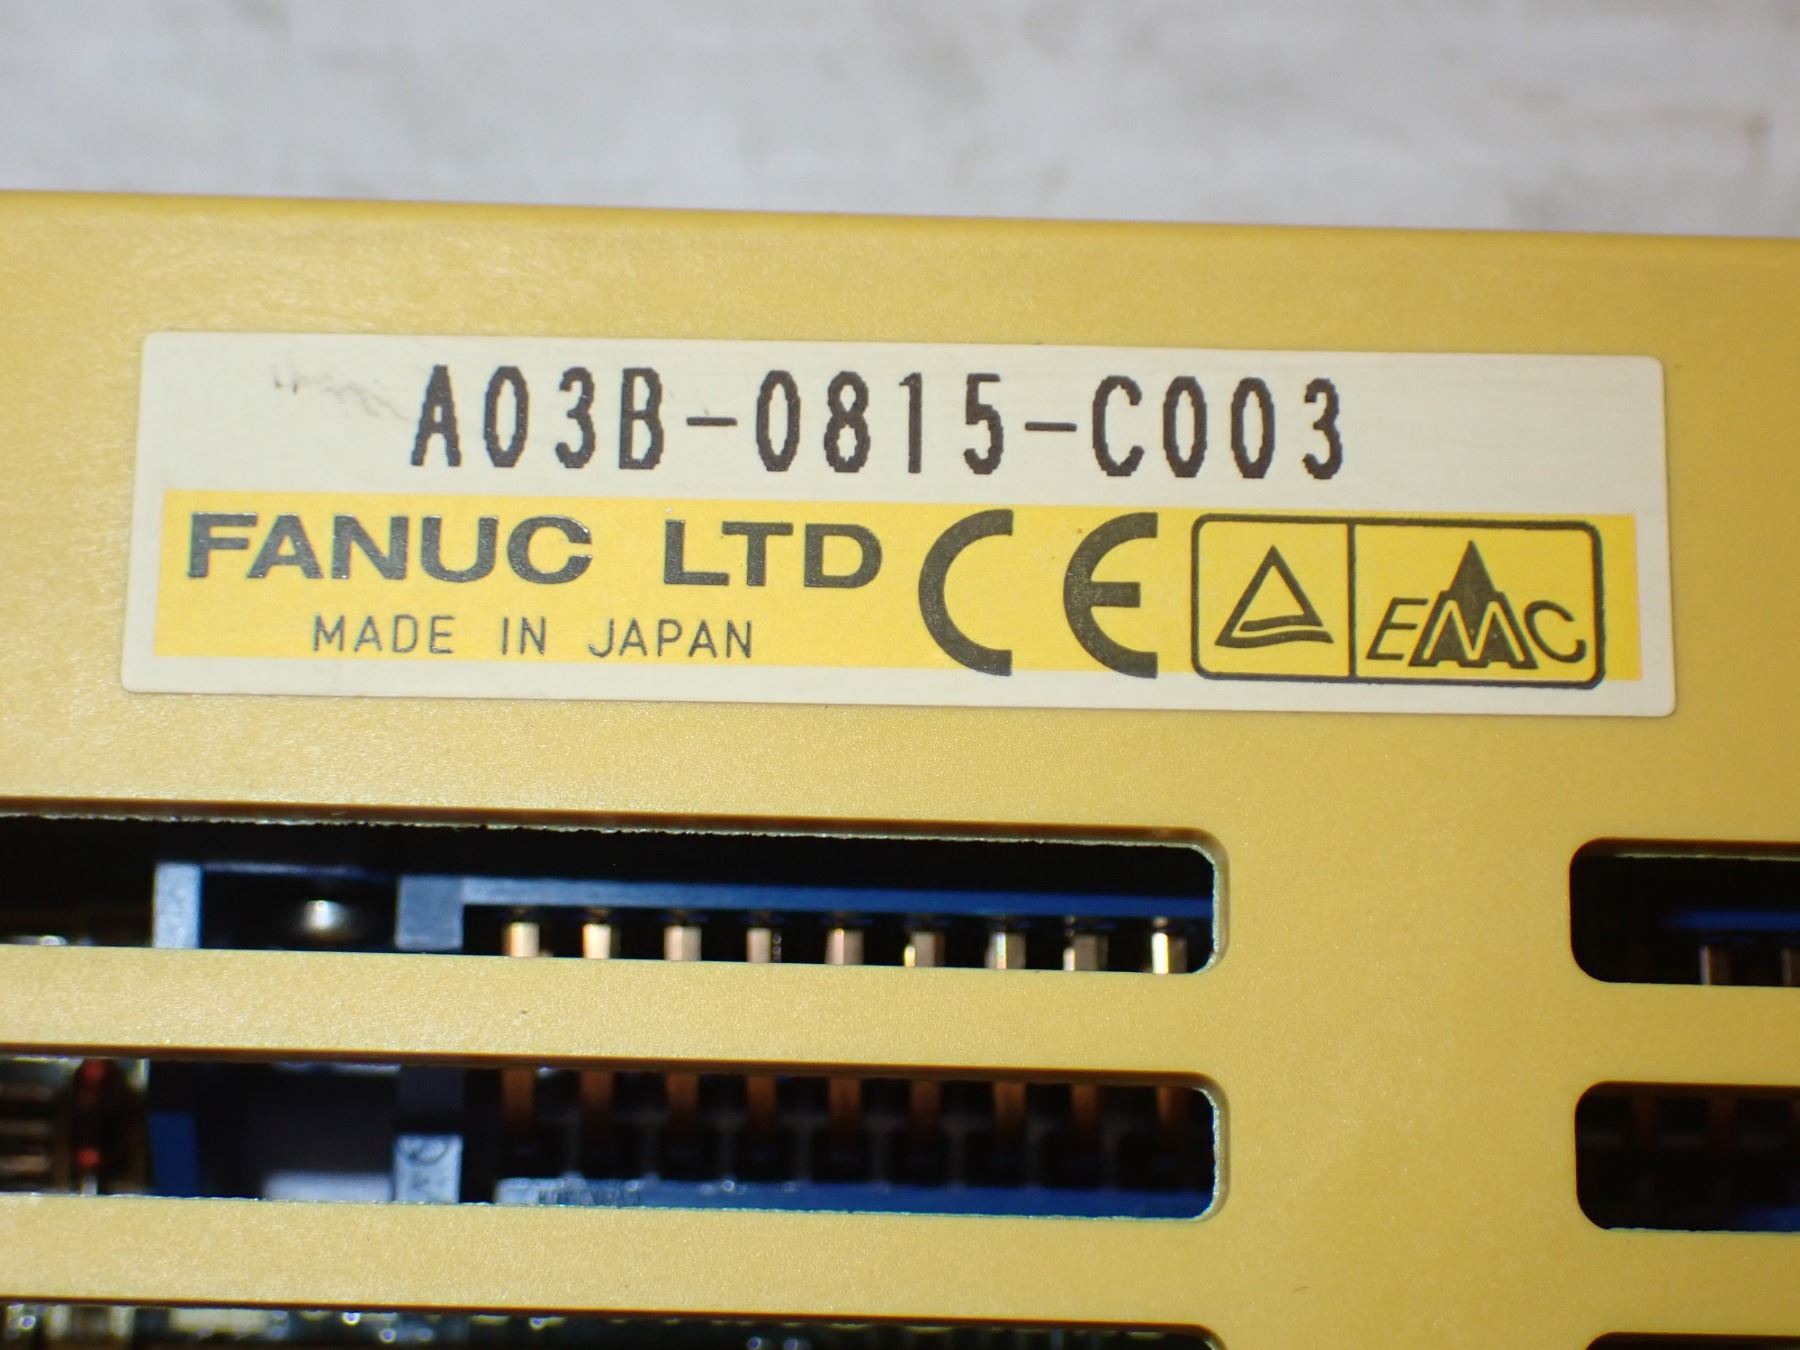 A03B-0815-C003
FANUC LTD CE EMC
MADE IN JAPAN